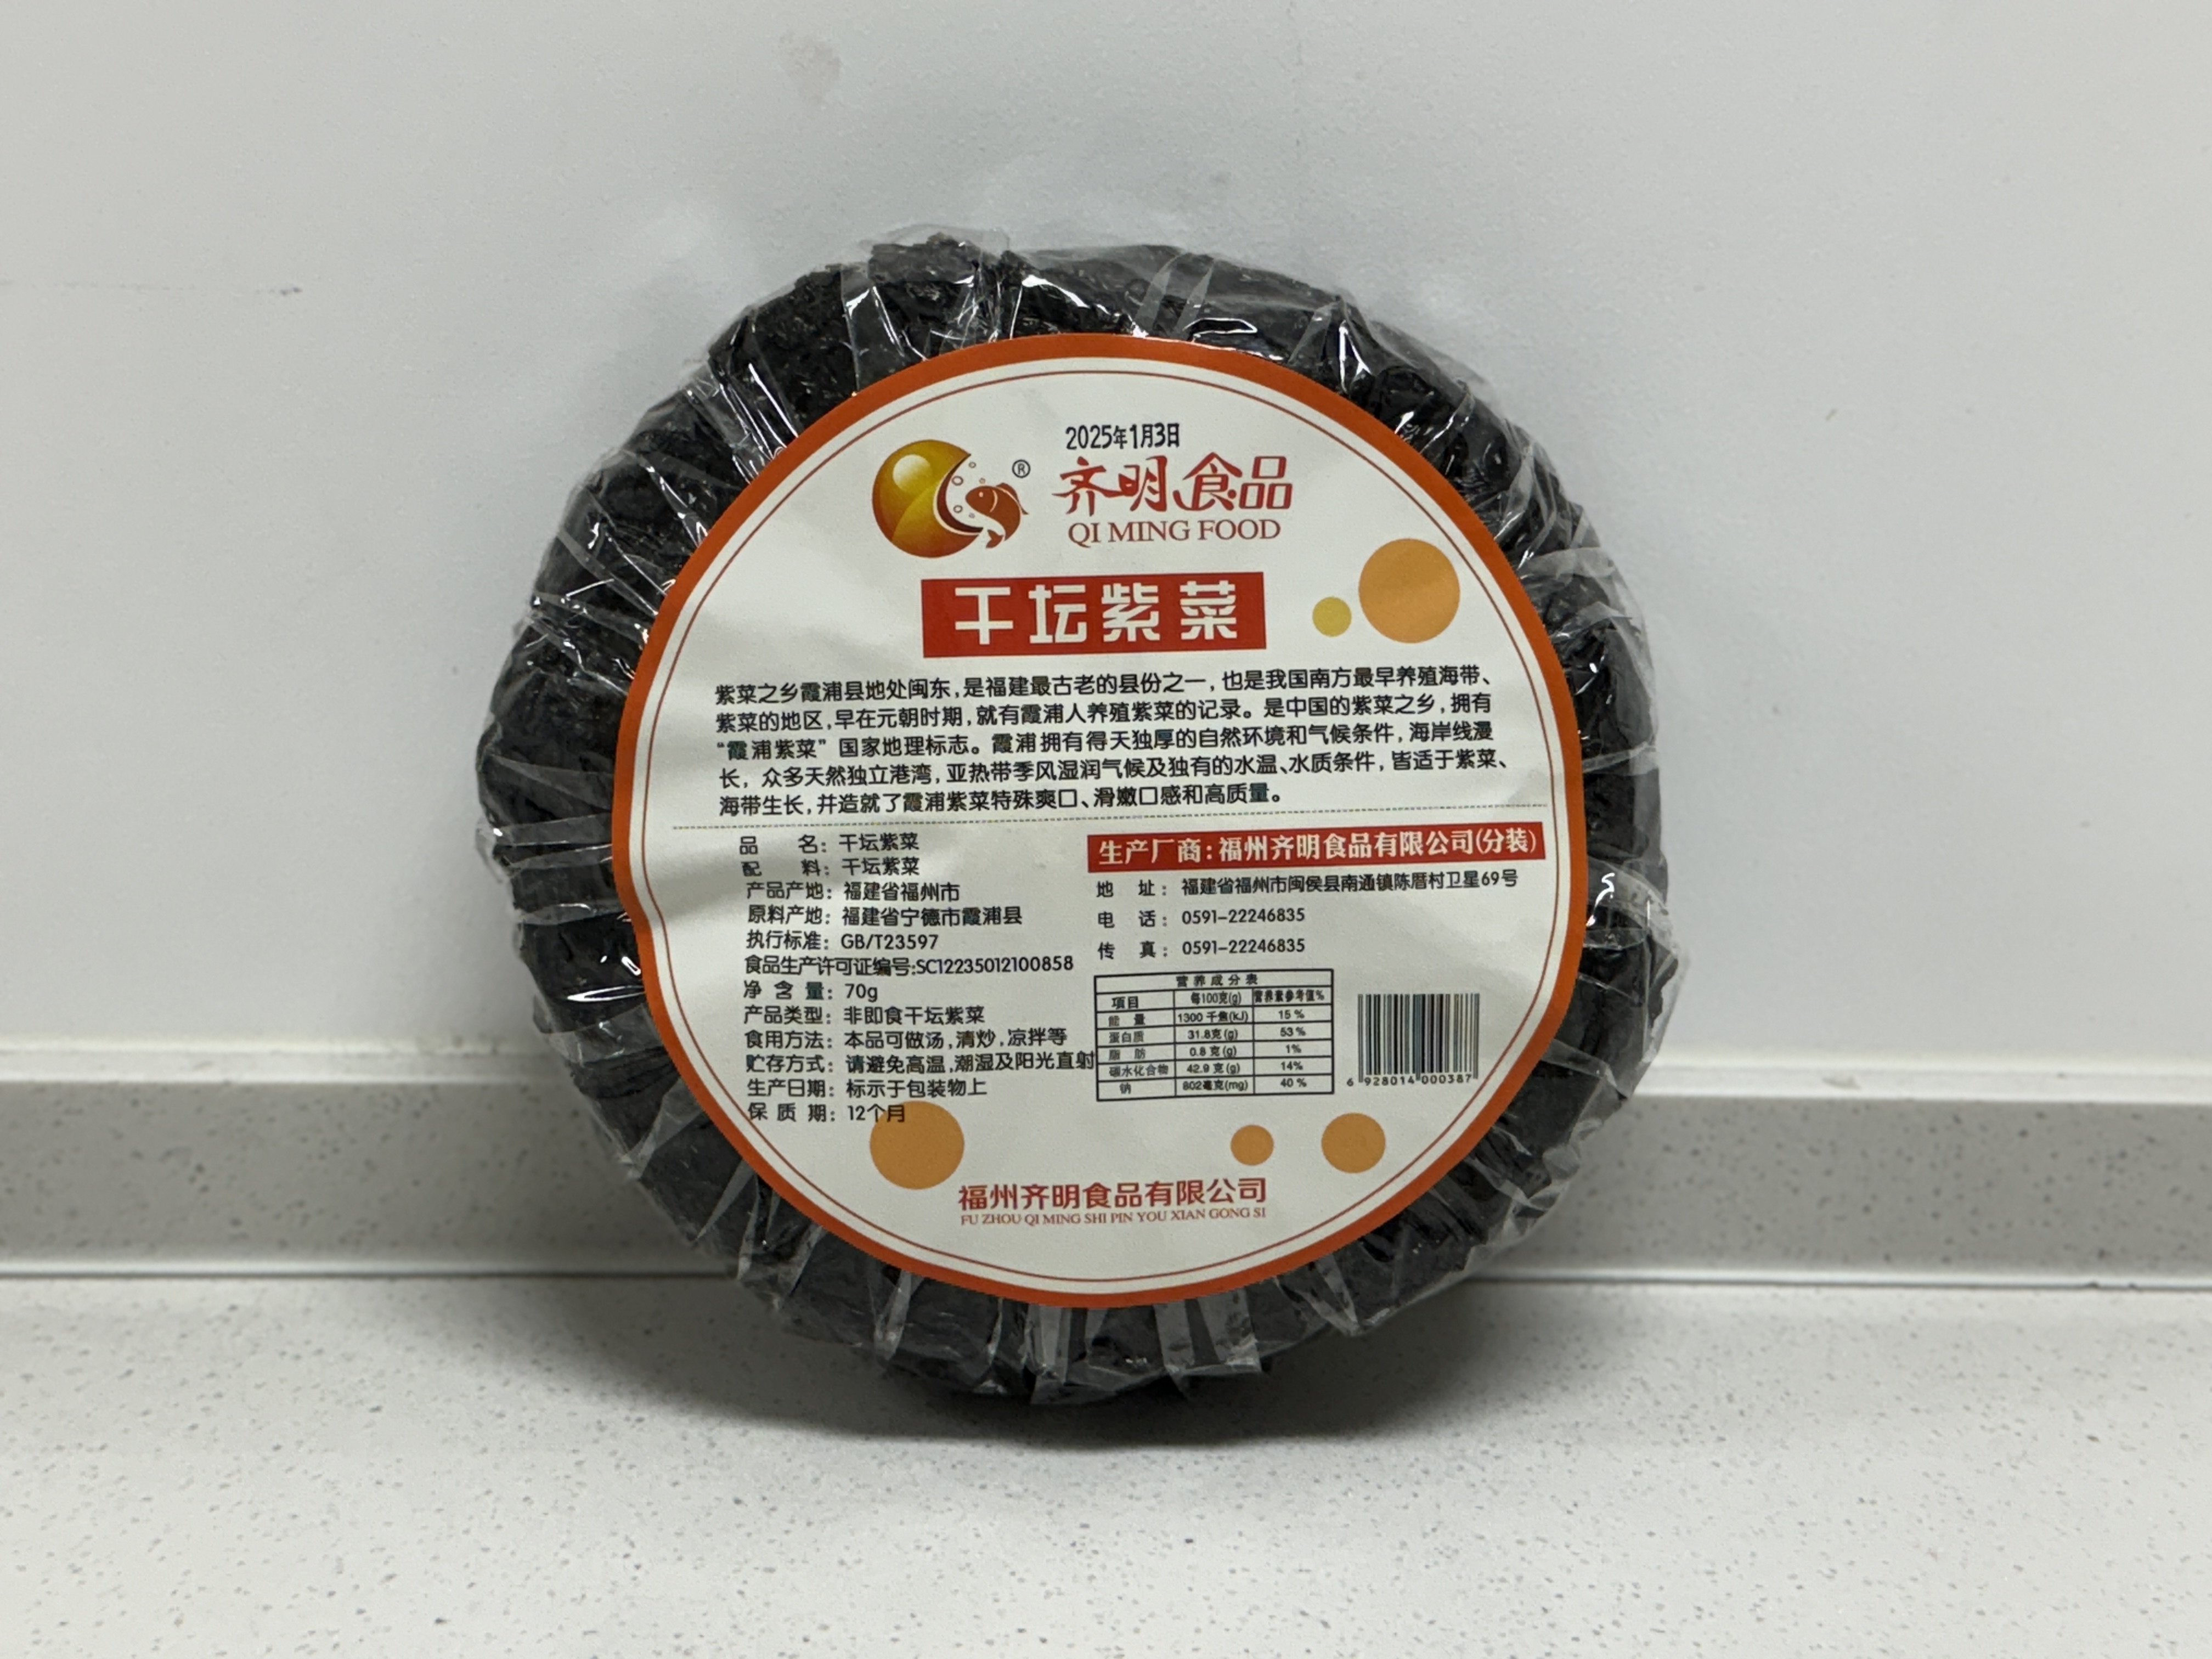 2025年1月3日
®
齐明食品
QI MING FOOD
干坛紫菜
紫菜之乡霞浦县地处闽东,是福建最古老的县份之一,也是我国南方最早养殖海带、
紫菜的地区,早在元朝时期,就有霞浦人养殖紫菜的记录。是中国的紫菜之乡,拥有
“霞浦紫菜”国家地理标志。霞浦拥有得天独厚的自然环境和气候条件,海岸线漫
长,众多天然独立港湾,亚热带季风湿润气候及独有的水温、水质条件,皆适于紫菜、
海带生长,并造就了霞浦紫菜特殊爽口、滑嫩口感和高质量。
品 名:干坛紫菜
配 料:干坛紫菜
产品产地:福建省福州市
原料产地:福建省宁德市霞浦县
执行标准:GB/T23597
食品生产许可证编号:SC12235012100858
净 含 量:70g
产品类型:非即食干坛紫菜
食用方法:本品可做汤,清炒,凉拌等
贮存方式:请避免高温,潮湿及阳光直射
生产日期:标示于包装物上
保 质 期:12个月
生产厂商:福州齐明食品有限公司(分装)
地 址:福建省福州市闽侯县南通镇陈厝村卫星69号
电 话:0591-22246835
传 真:0591-22246835
营养成分表
项目 每100克(g) 营养素参考值%
能 量 1300 千焦(kJ) 15 %
蛋白质 31.8克(g) 53 %
脂 肪 0.8 克(g) 1%
碳水化合物 42.9 克(g) 14%
钠 802毫克(mg) 40 %
6 928014 000387
福州齐明食品有限公司
FU ZHOU QI MING SHI PIN YOU XIAN GONG SI